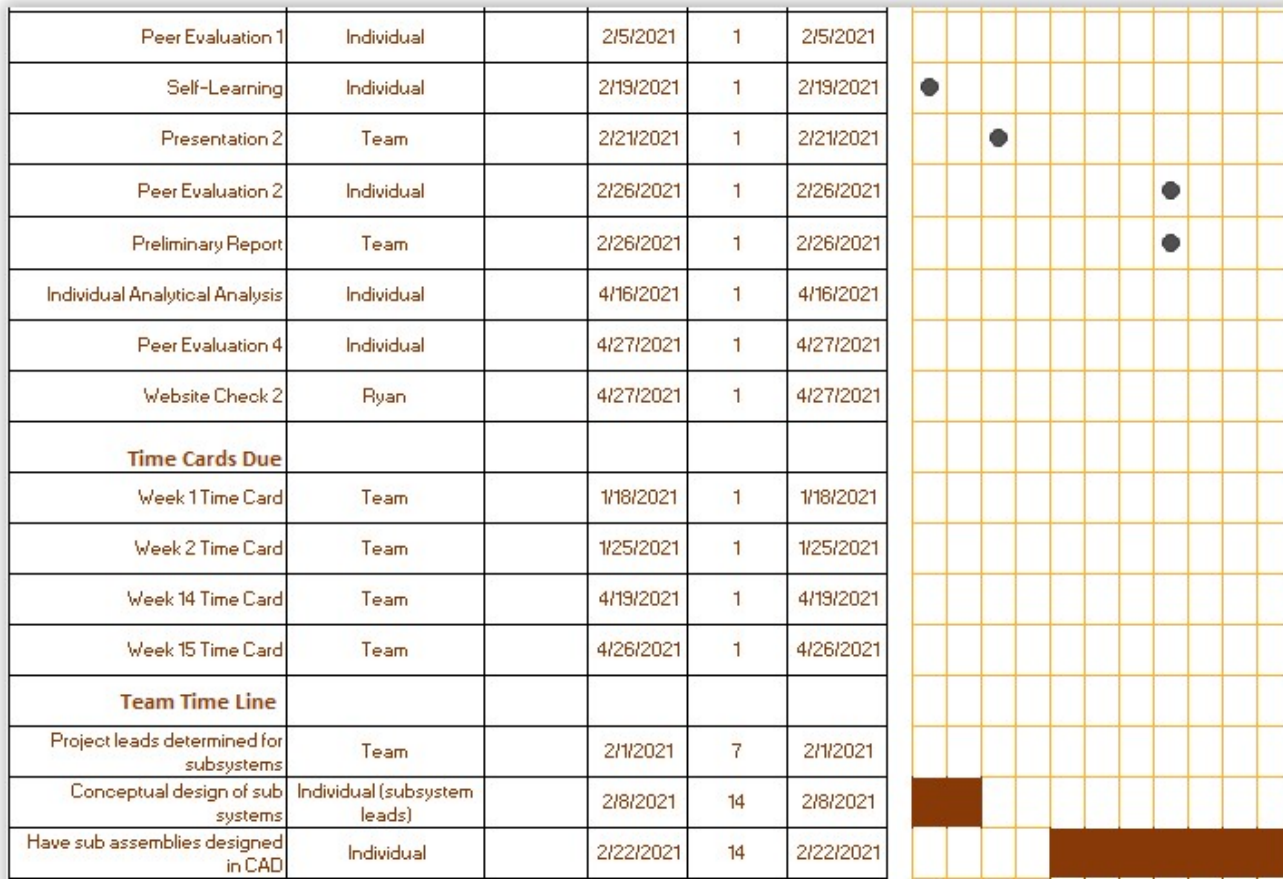 Peer Evaluation 1 Individual 2/5/2021 1 2/5/2021
Self-Learning Individual 2/19/2021 1 2/19/2021
Presentation 2 Team 2/21/2021 1 2/21/2021
Peer Evaluation 2 Individual 2/26/2021 1 2/26/2021
Preliminary Report Team 2/26/2021 1 2/26/2021
Individual Analytical Analysis Individual 4/16/2021 1 4/16/2021
Peer Evaluation 4 Individual 4/27/2021 1 4/27/2021
Website Check 2 Ryan 4/27/2021 1 4/27/2021
Time Cards Due
Week 1 Time Card Team 1/18/2021 1 1/18/2021
Week 2 Time Card Team 1/25/2021 1 1/25/2021
Week 14 Time Card Team 4/19/2021 1 4/19/2021
Week 15 Time Card Team 4/26/2021 1 4/26/2021
Team Time Line
Project leads determined for
subsystems Team 2/1/2021 7 2/1/2021
Conceptual design of sub
systems Individual (subsystem
leads) 2/8/2021 14 2/8/2021
Have sub assemblies designed
in CAD Individual 2/22/2021 14 2/22/2021